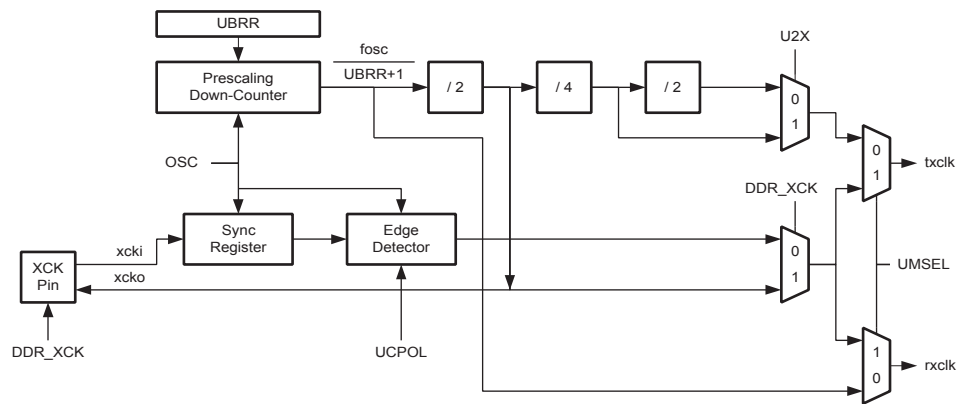 UBRR
U2X
fosc
UBRR+1
Prescaling
Down-Counter
/ 2
/ 4
/ 2
0
1
OSC
0
1
txclk
DDR_XCK
Sync
Register
Edge
Detector
xcki
0
1
XCK
Pin
xcko
UMSEL
DDR_XCK
UCPOL
1
0
rxclk